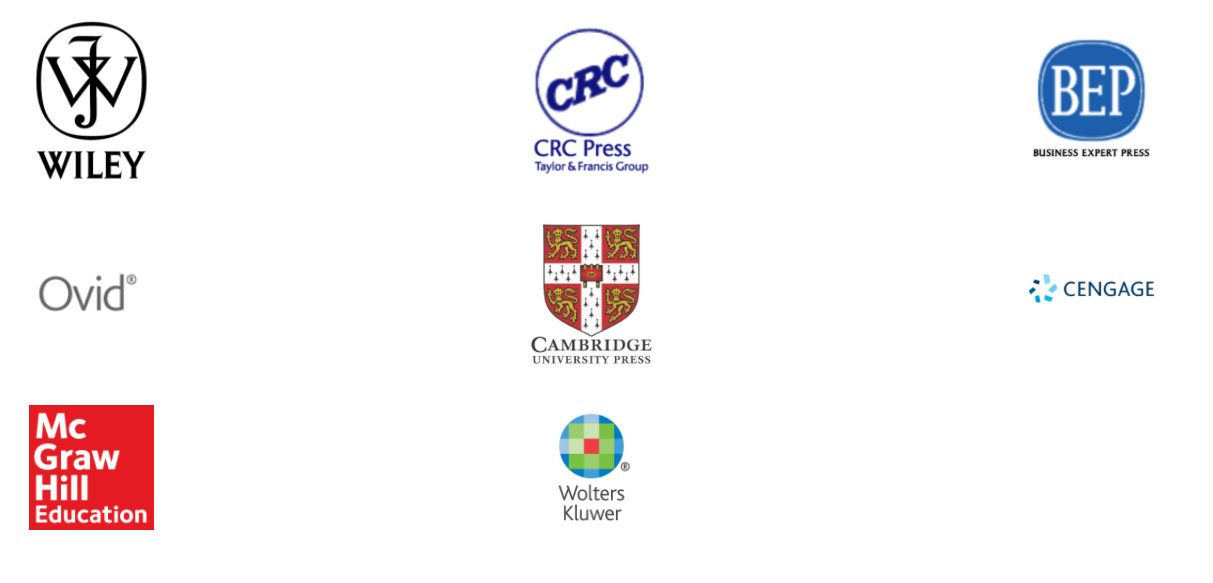 JW
WILEY
CRC
CRC Press
Taylor & Francis Group
BEP
BUSINESS EXPERT PRESS
Ovid®
CAMBRIDGE
UNIVERSITY PRESS
CENGAGE
Mc
Graw
Hill
Education
®
Wolters
Kluwer